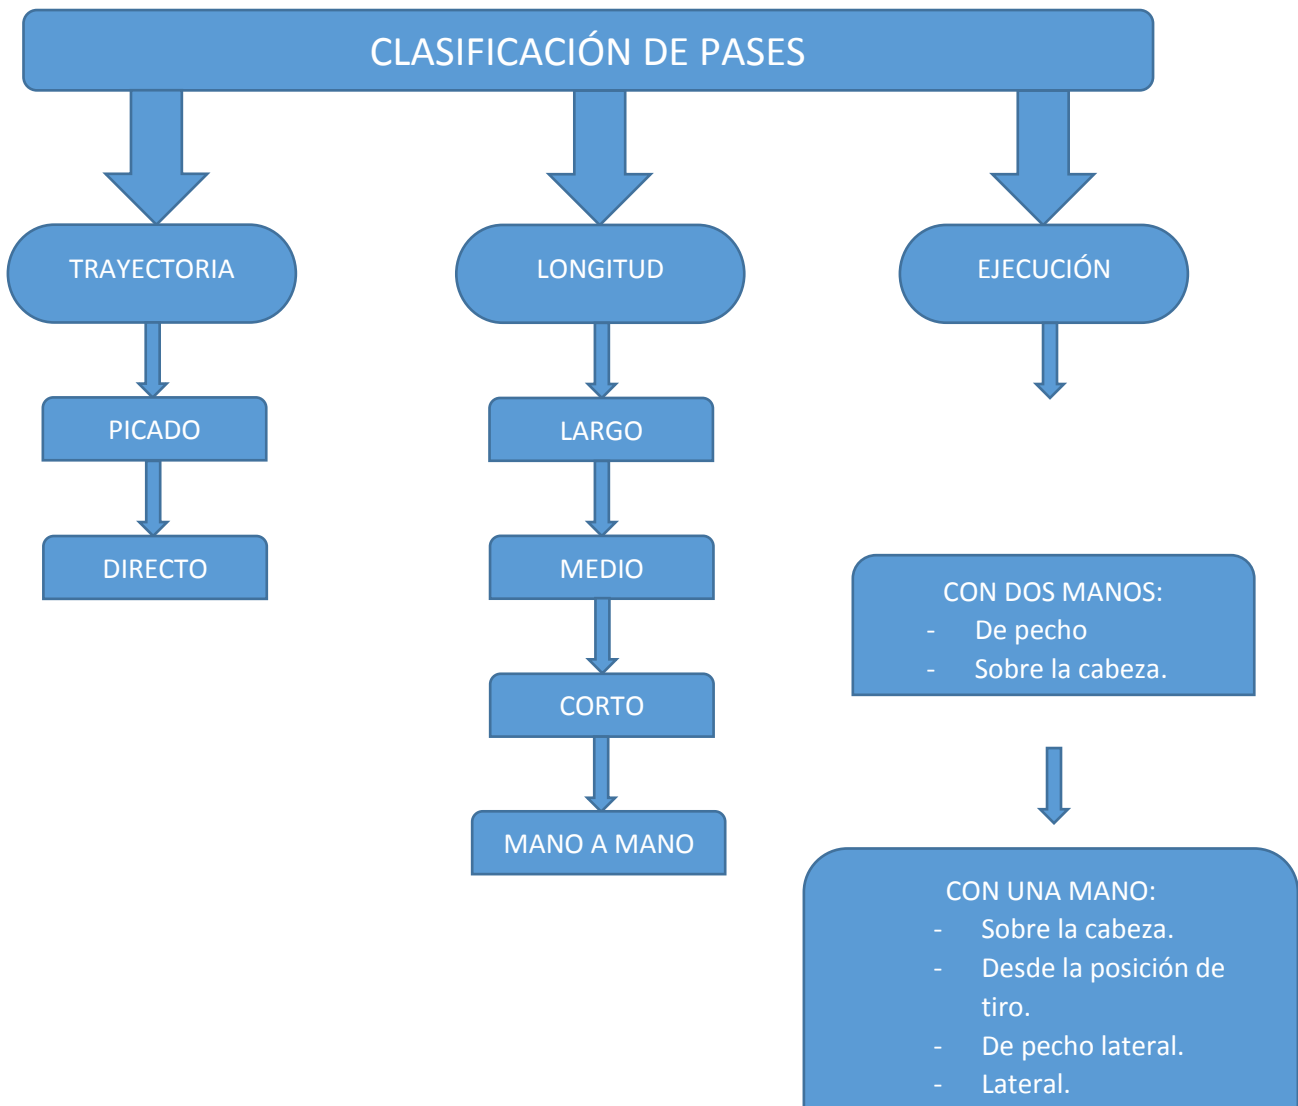 CLASIFICACIÓN DE PASES
TRAYECTORIA
LONGITUD
EJECUCIÓN
PICADO
LARGO
DIRECTO
MEDIO
CON DOS MANOS:
- De pecho
- Sobre la cabeza.
CORTO
MANO A MANO
CON UNA MANO:
- Sobre la cabeza.
- Desde la posición de
tiro.
- De pecho lateral.
- Lateral.